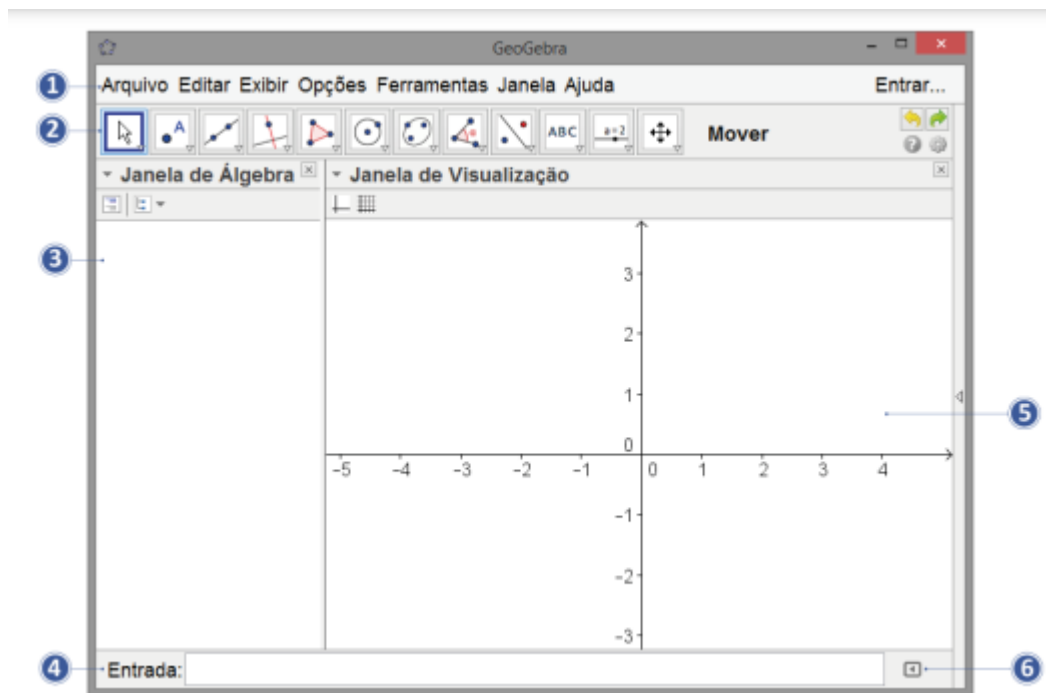 GeoGebra
1 Arquivo Editar Exibir Opções Ferramentas Janela Ajuda Entrar...
2 A ABC a=2 Mover
Janela de Álgebra Janela de Visualização
3
3
2
1
5
0
-5 -4 -3 -2 -1 0 1 2 3 4
-1
-2
-3
4 Entrada: 6